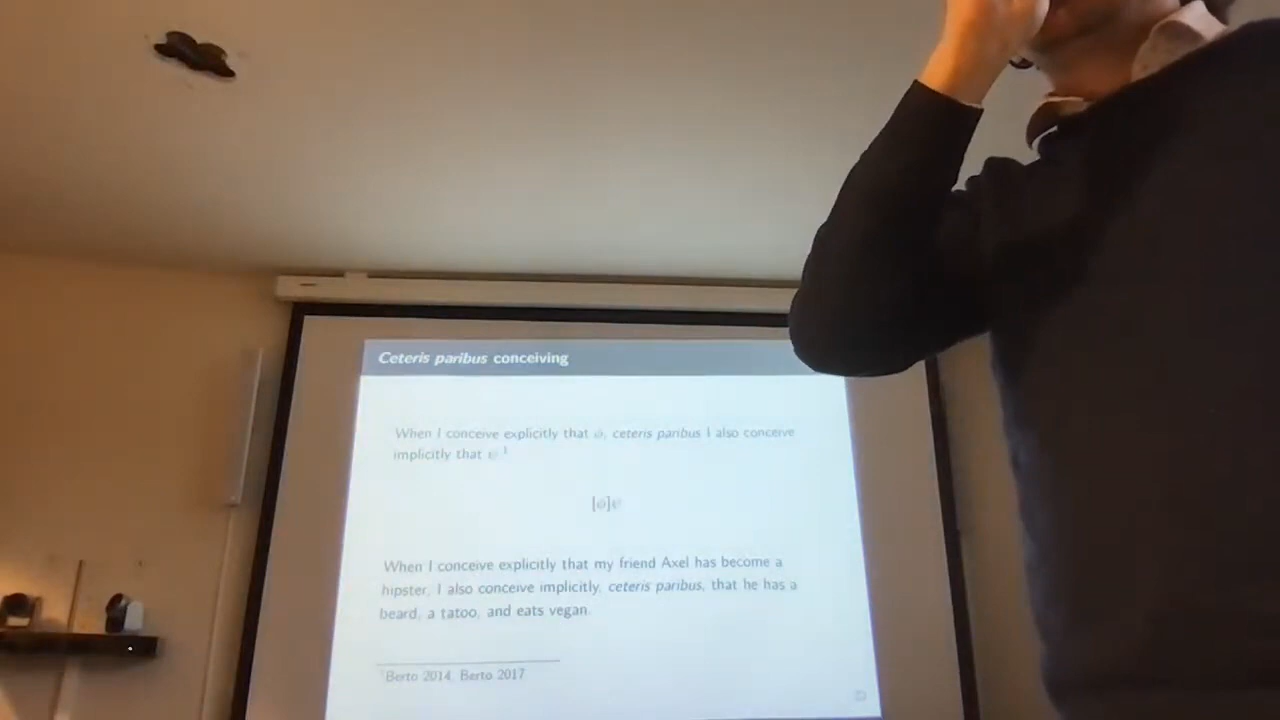 Ceteris paribus conceiving
When I conceive explicitly that φ, ceteris paribus I also conceive
implicitly that ψ 1
[φ]ψ
When I conceive explicitly that my friend Axel has become a
hipster, I also conceive implicitly, ceteris paribus, that he has a
beard, a tatoo, and eats vegan.
Berto 2014, Berto 2017